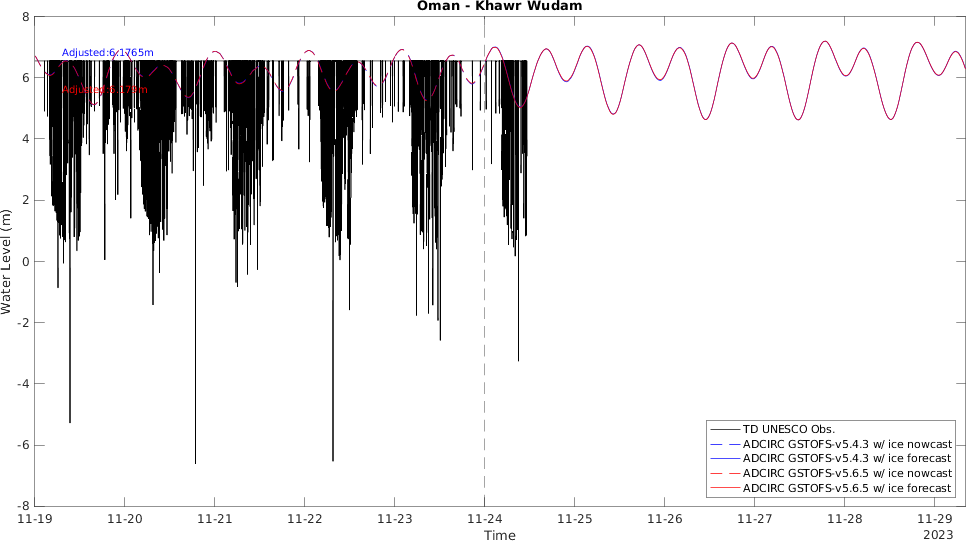 Oman - Khawr Wudam
8
6
4
2
0
-2
-4
-6
-8
Water Level (m)
Adjusted:6.1765m
TD UNESCO Obs.
ADCIRC GSTOFS-v5.4.3 w/ ice nowcast
ADCIRC GSTOFS-v5.4.3 w/ ice forecast
ADCIRC GSTOFS-v5.6.5 w/ ice nowcast
ADCIRC GSTOFS-v5.6.5 w/ ice forecast
11-19
11-20
11-21
11-22
11-23
11-24
11-25
11-26
11-27
11-28
11-29
Time
2023